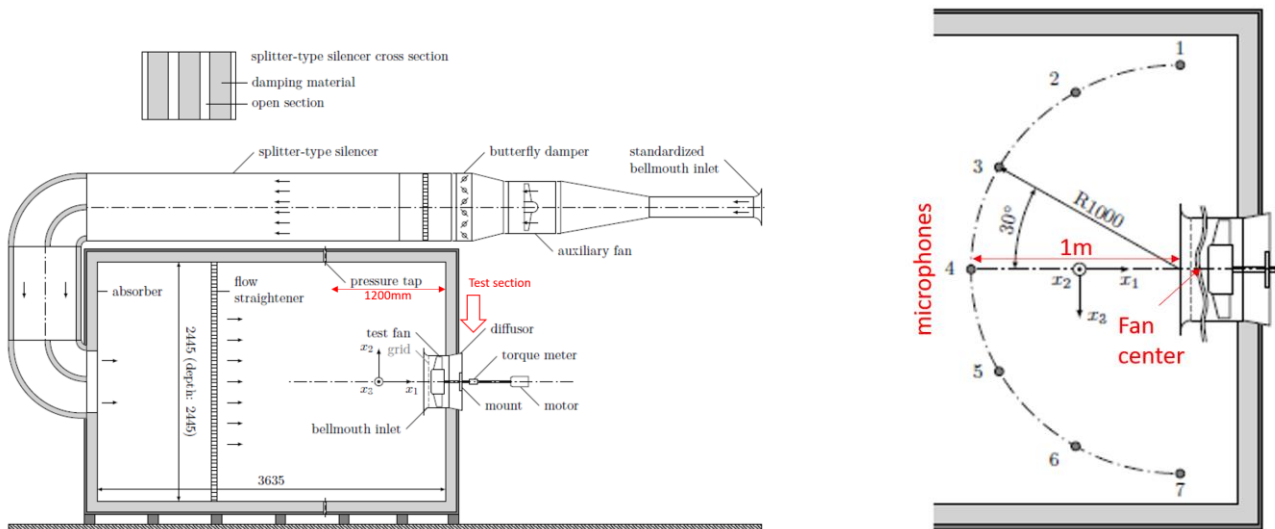 splitter-type silencer cross section
damping material
open section
splitter-type silencer
butterfly damper
standardized
bellmouth inlet
auxiliary fan
absorber
flow
straightener
pressure tap
1200mm
Test section
2445 (depth: 2445)
test fan
grid
diffusor
x₂
torque meter
x₃
x₁
mount
motor
bellmouth inlet
3635
microphones
1
2
3
R1000
30°
4
1m
x₂
x₁
x₃
Fan
center
5
6
7